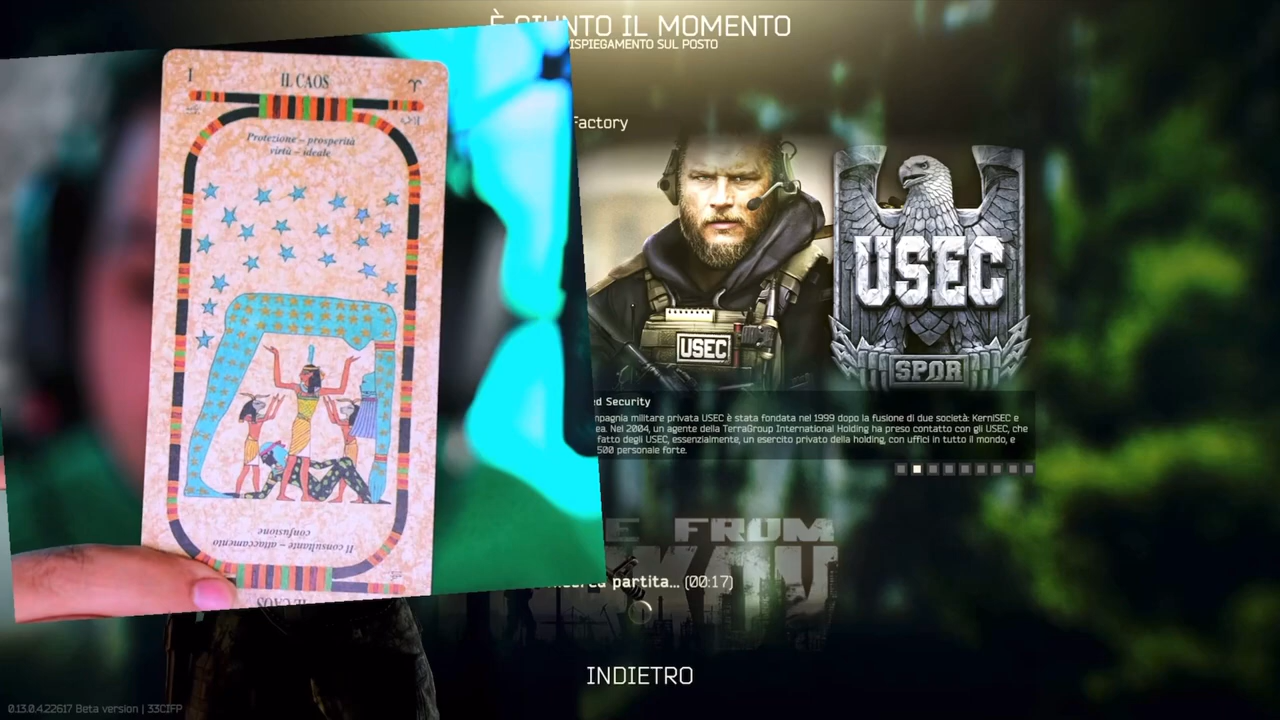 È GIUNTO IL MOMENTO
ISPIEGAMENTO SUL POSTO
I
IL CAOS
Protezione – prosperità
virtù – ideale
Il consultante – attaccamento
confusione
IL CAOS
Factory
USEC
USEC
SPQR
ed Security
mpagnia militare privata USEC è stata fondata nel 1999 dopo la fusione di due società: KerniSEC e
ea. Nel 2004, un agente della TerraGroup International Holding ha preso contatto con gli USEC, che
fatto degli USEC, essenzialmente, un esercito privato della holding, con uffici in tutto il mondo, e
500 personale forte.
E FROM
partita... (00:17)
INDIETRO
0.13.0.4.22617 Beta version | 33CIFP